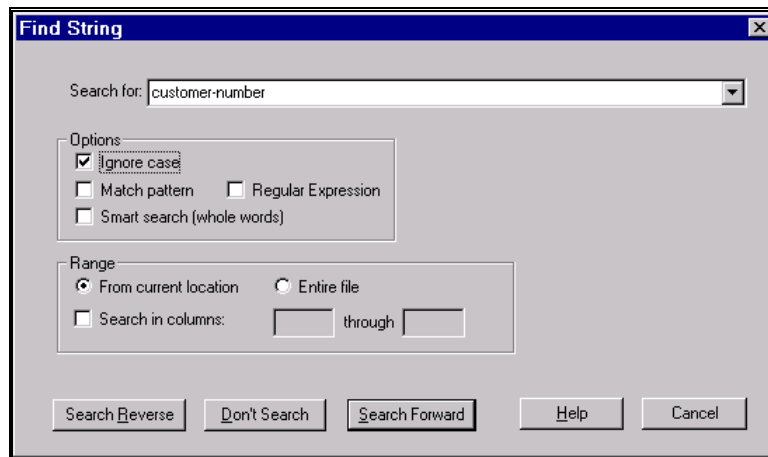 Find String
Search for: customer-number
Options
Ignore case
Match pattern Regular Expression
Smart search (whole words)
Range
From current location Entire file
Search in columns: through
Search Reverse Don't Search Search Forward Help Cancel